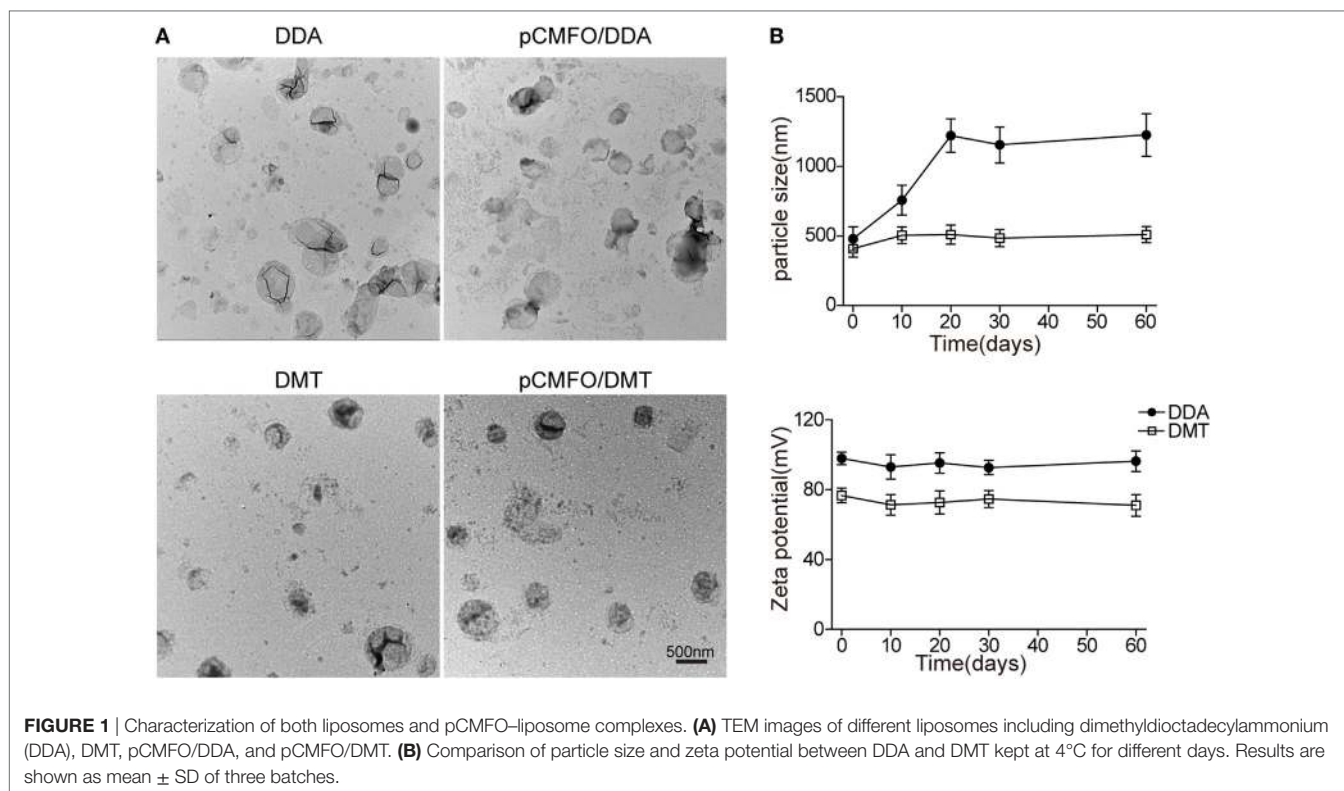 A
DDA
pCMFO/DDA
DMT
pCMFO/DMT
500nm
B
particle size(nm)
1500
1000
500
0
0 10 20 30 40 50 60
Time(days)
Zeta potential(mV)
120
80
40
0
DDA
DMT
0 10 20 30 40 50 60
Time(days)
FIGURE 1 | Characterization of both liposomes and pCMFO–liposome complexes. (A) TEM images of different liposomes including dimethyldioctadecylammonium
(DDA), DMT, pCMFO/DDA, and pCMFO/DMT. (B) Comparison of particle size and zeta potential between DDA and DMT kept at 4°C for different days. Results are
shown as mean ± SD of three batches.